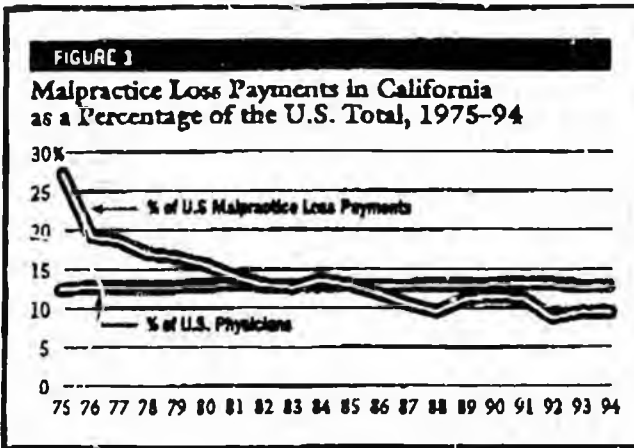 FIGURE 3
Malpractice Loss Payments in California
as a Percentage of the U.S. Total, 1975–94
30%
25
% of U.S Malpractice Loss Payments
20
15
10
% of U.S. Physicians
5
0
75 76 77 78 79 80 81 82 83 84 85 86 87 88 89 90 91 92 93 94